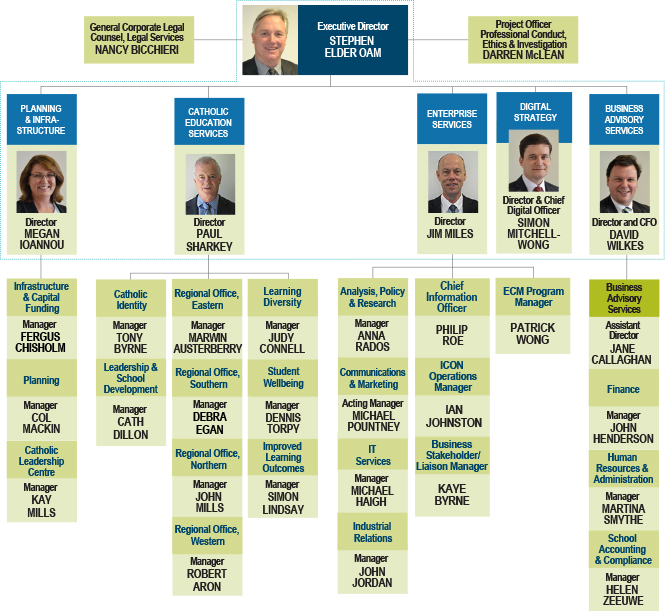 General Corporate Legal
Counsel, Legal Services
NANCY BICCHIERI
Executive Director
STEPHEN
ELDER OAM
Project Officer
Professional Conduct,
Ethics & Investigation
DARREN McLEAN
PLANNING
& INFRA-
STRUCTURE
Director
MEGAN
IOANNOU
CATHOLIC
EDUCATION
SERVICES
Director
PAUL
SHARKEY
ENTERPRISE
SERVICES
Director
JIM MILES
DIGITAL
STRATEGY
Director & Chief
Digital Officer
SIMON
MITCHELL-
WONG
BUSINESS
ADVISORY
SERVICES
Director and CFO
DAVID
WILKES
Infrastructure
& Capital
Funding
Manager
FERGUS
CHISHOLM
Planning
Manager
COL
MACKIN
Catholic
Leadership
Centre
Manager
KAY
MILLS
Catholic
Identity
Manager
TONY
BYRNE
Leadership &
School
Development
Manager
CATH
DILLON
Regional Office,
Eastern
Manager
MARWIN
AUSTERBERRY
Regional Office,
Southern
Manager
DEBRA
EGAN
Regional Office,
Northern
Manager
JOHN
MILLS
Regional Office,
Western
Manager
ROBERT
ARON
Learning
Diversity
Manager
JUDY
CONNELL
Student
Wellbeing
Manager
DENNIS
TORPY
Improved
Learning
Outcomes
Manager
SIMON
LINDSAY
Analysis, Policy
& Research
Manager
ANNA
RADOS
Communications
& Marketing
Acting Manager
MICHAEL
POUNTNEY
IT
Services
Manager
MICHAEL
HAIGH
Industrial
Relations
Manager
JOHN
JORDAN
Chief
Information
Officer
PHILIP
ROE
ICON
Operations
Manager
IAN
JOHNSTON
Business
Stakeholder/
Liaison Manager
KAYE
BYRNE
ECM Program
Manager
PATRICK
WONG
Business
Advisory
Services
Assistant
Director
JANE
CALLAGHAN
Finance
Manager
JOHN
HENDERSON
Human
Resources &
Administration
Manager
MARTINA
SMYTHE
School
Accounting
& Compliance
Manager
HELEN
ZEEUWE